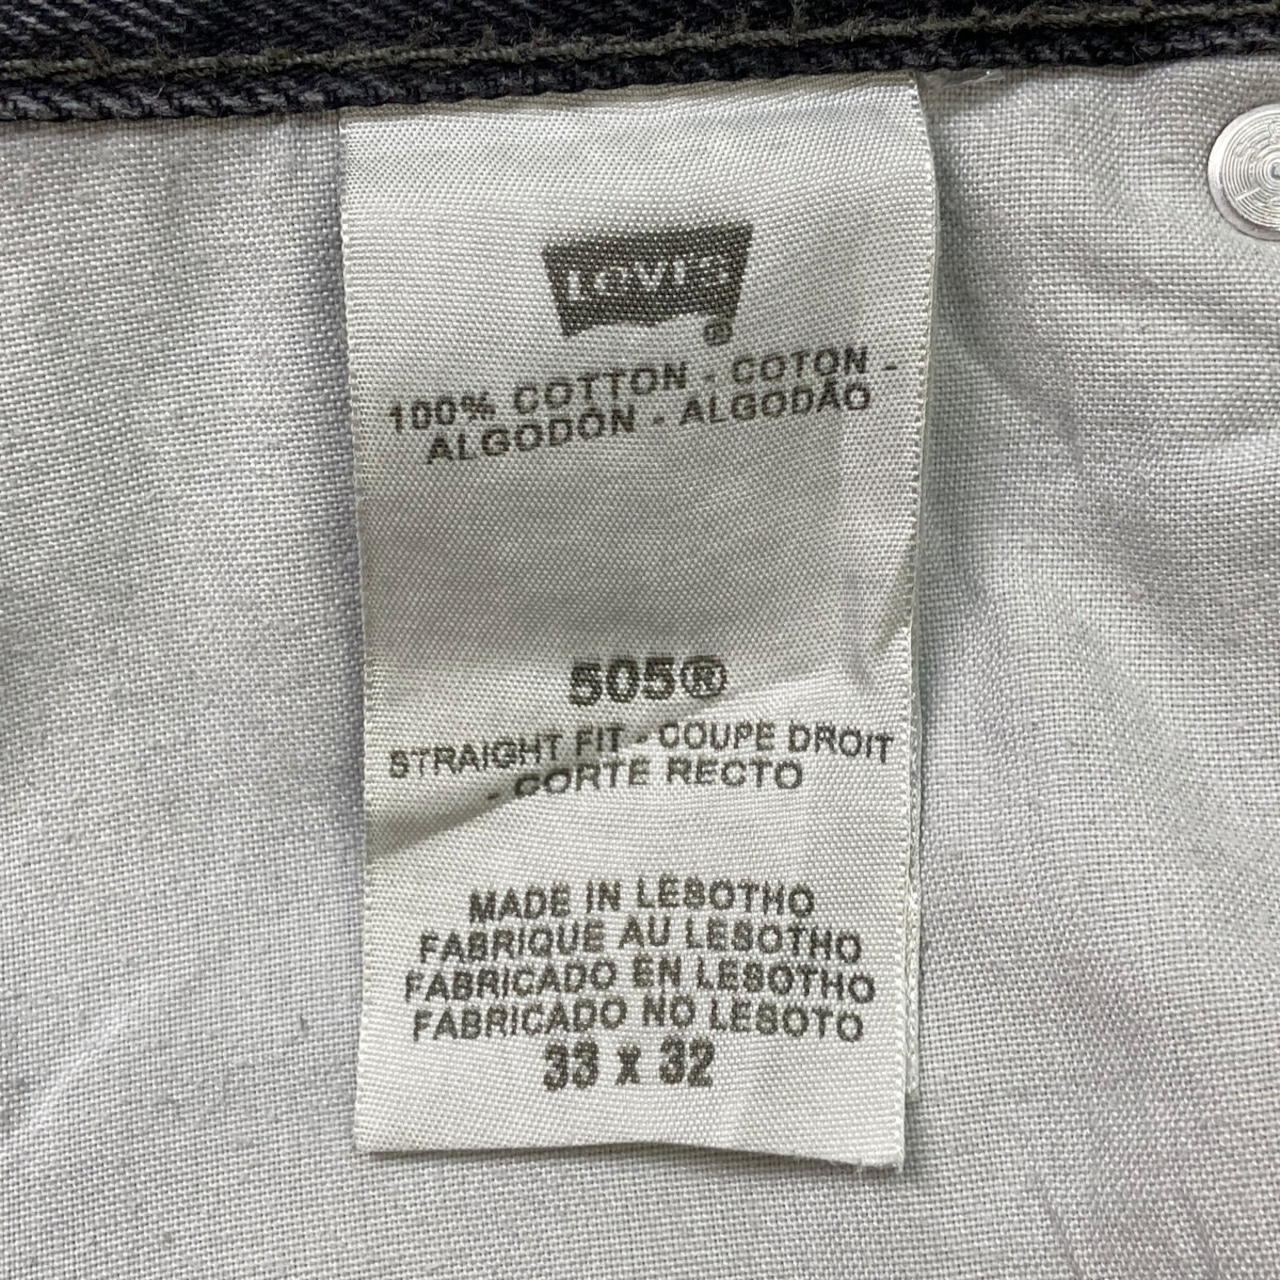 Levi's
®
100% COTTON - COTON -
ALGODÓN - ALGODÃO
505®
STRAIGHT FIT - COUPE DROIT
- CORTE RECTO
MADE IN LESOTHO
FABRIQUE AU LESOTHO
FABRICADO EN LESOTHO
FABRICADO NO LESOTO
33 x 32